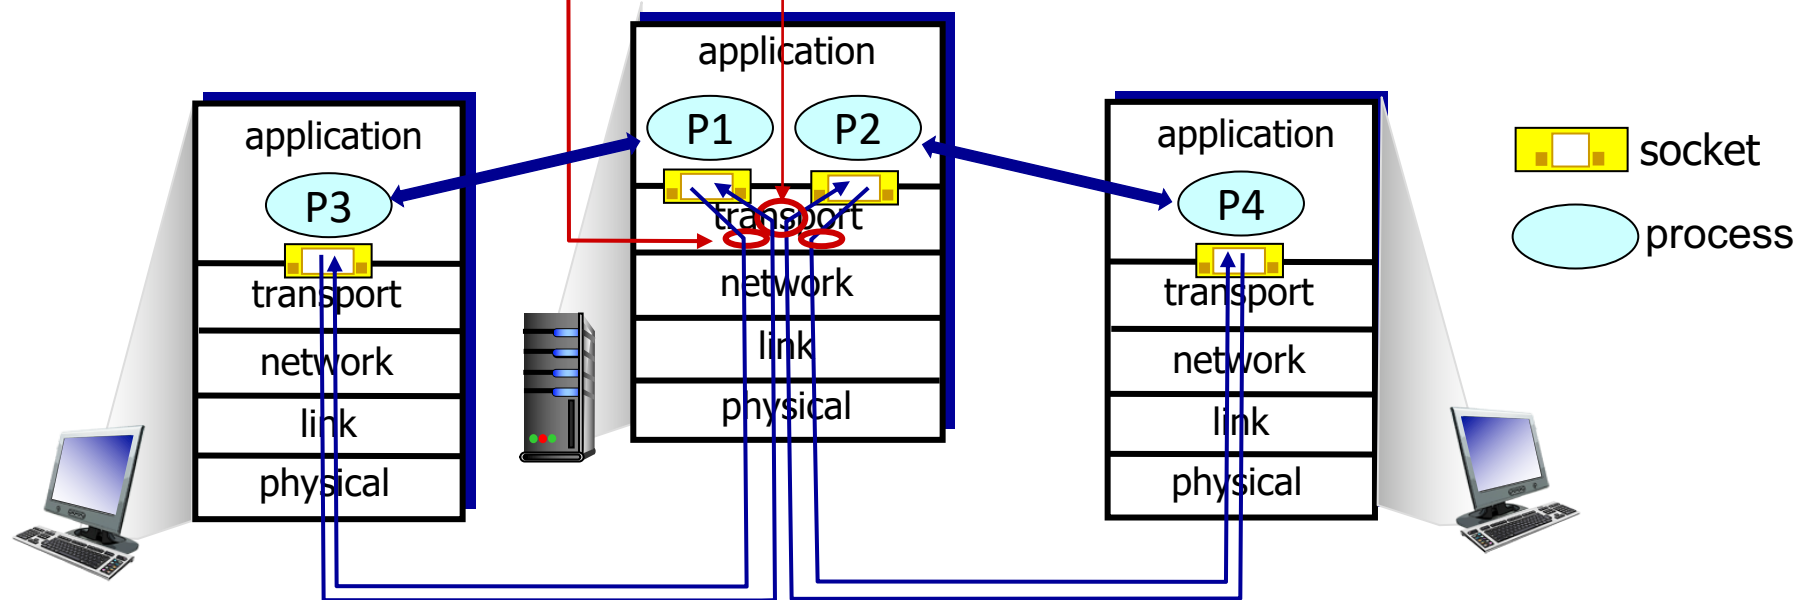 application
P1
P2
transport
network
link
physical
application
P3
transport
network
link
physical
application
P4
transport
network
link
physical
socket
process